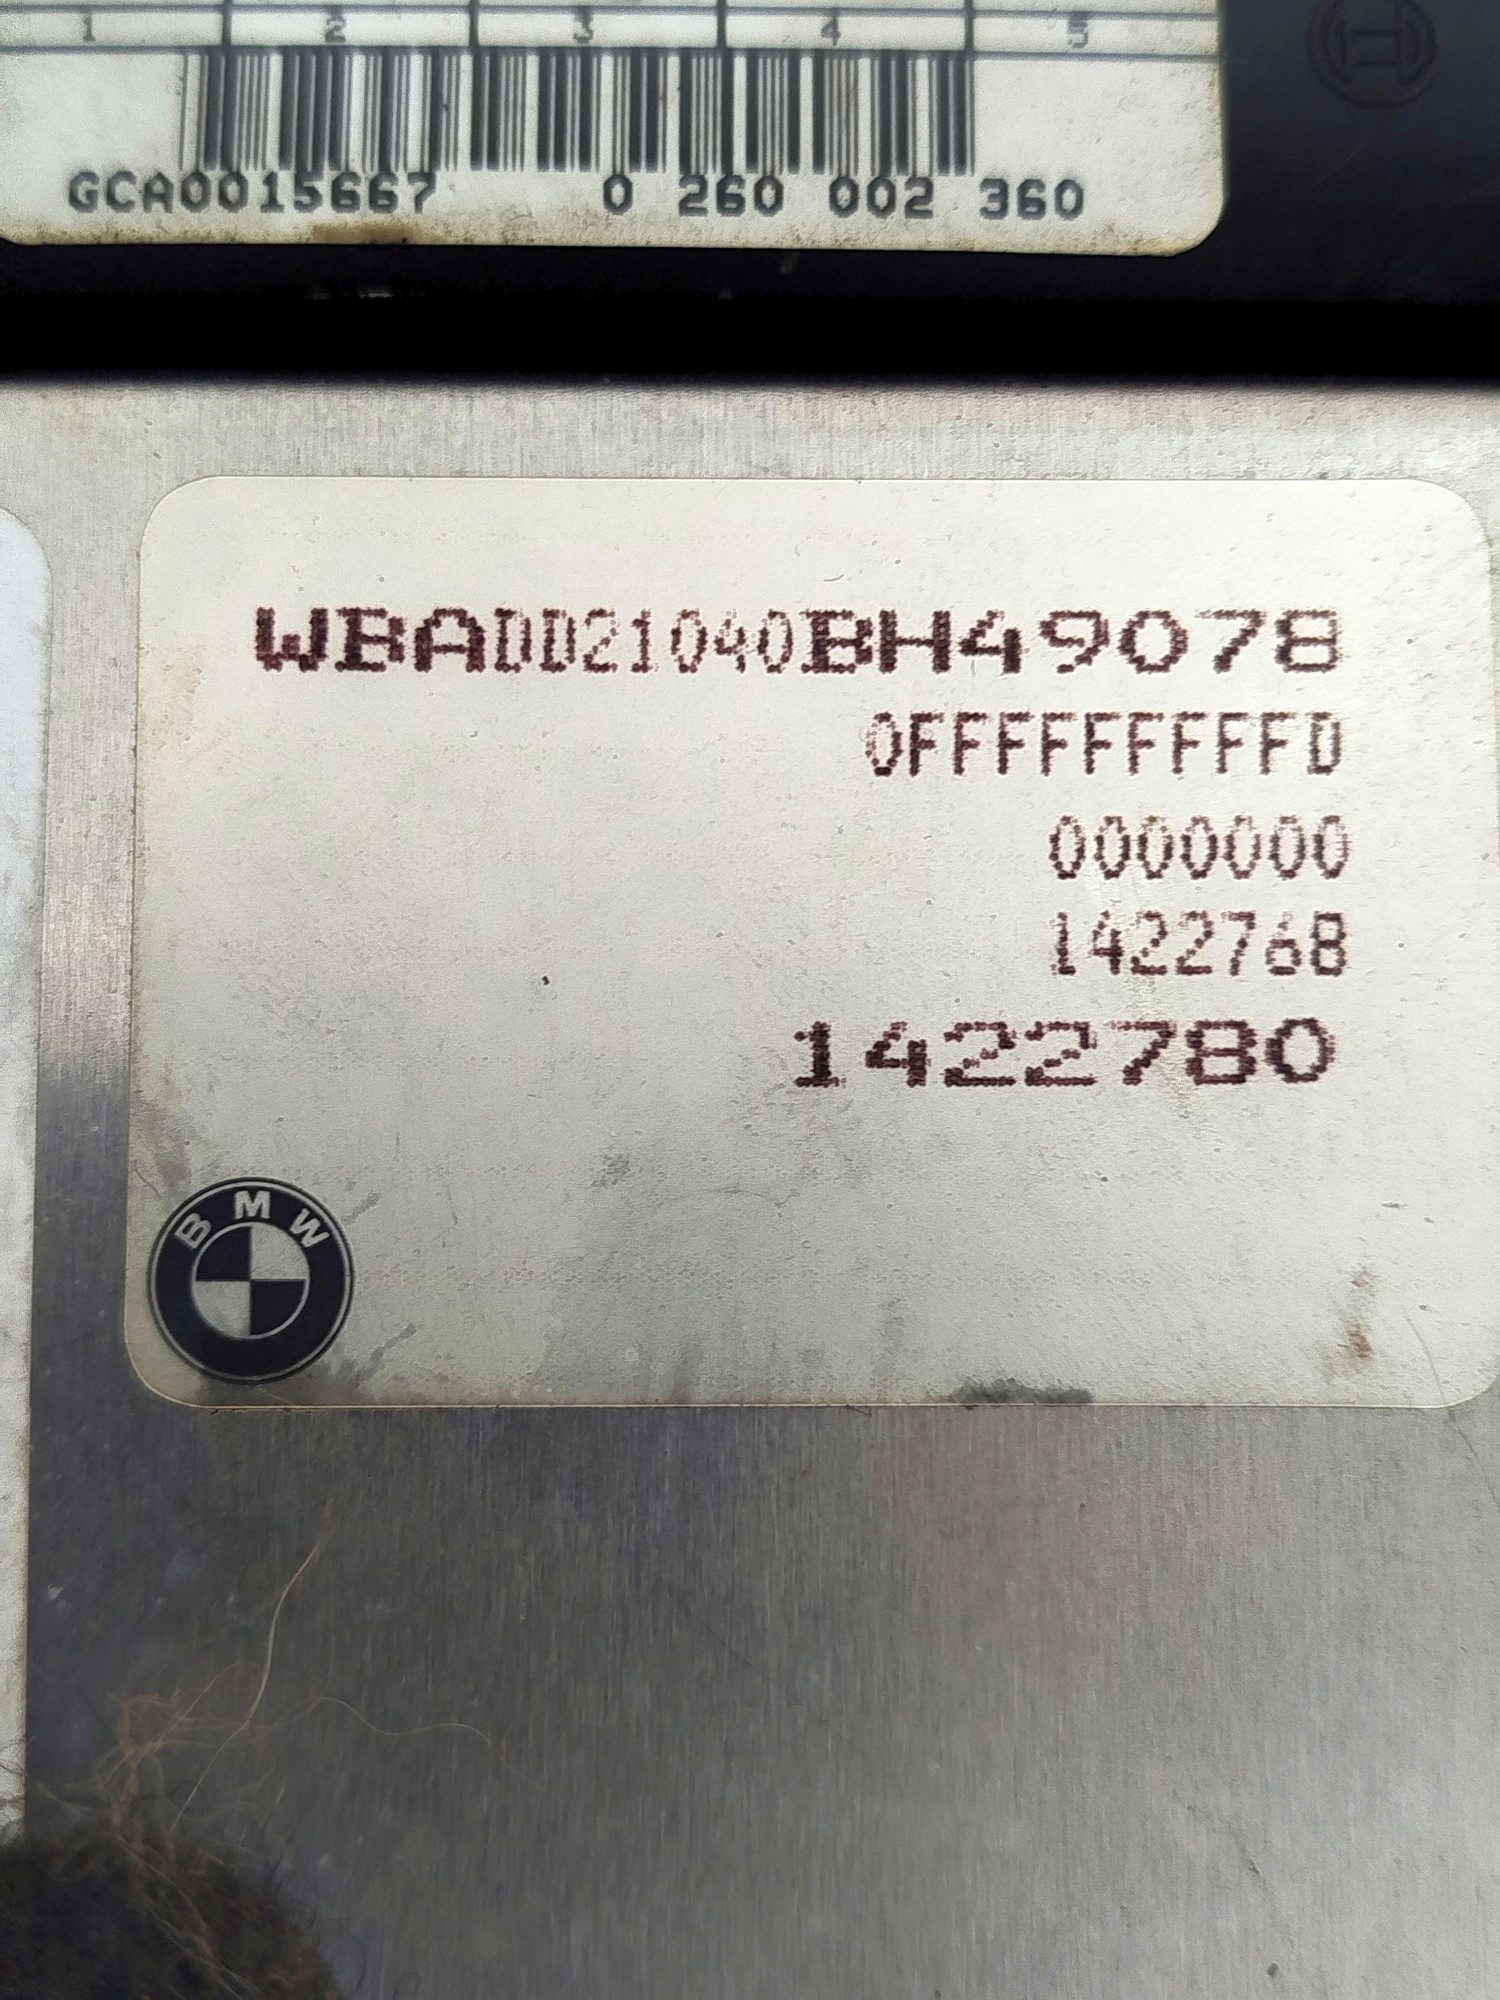 1 2 3 4 5
GCA0015667 0 260 002 360
WBADD21040BH49078
0FFFFFFFFFD
0000000
1422768
1422780
BMW